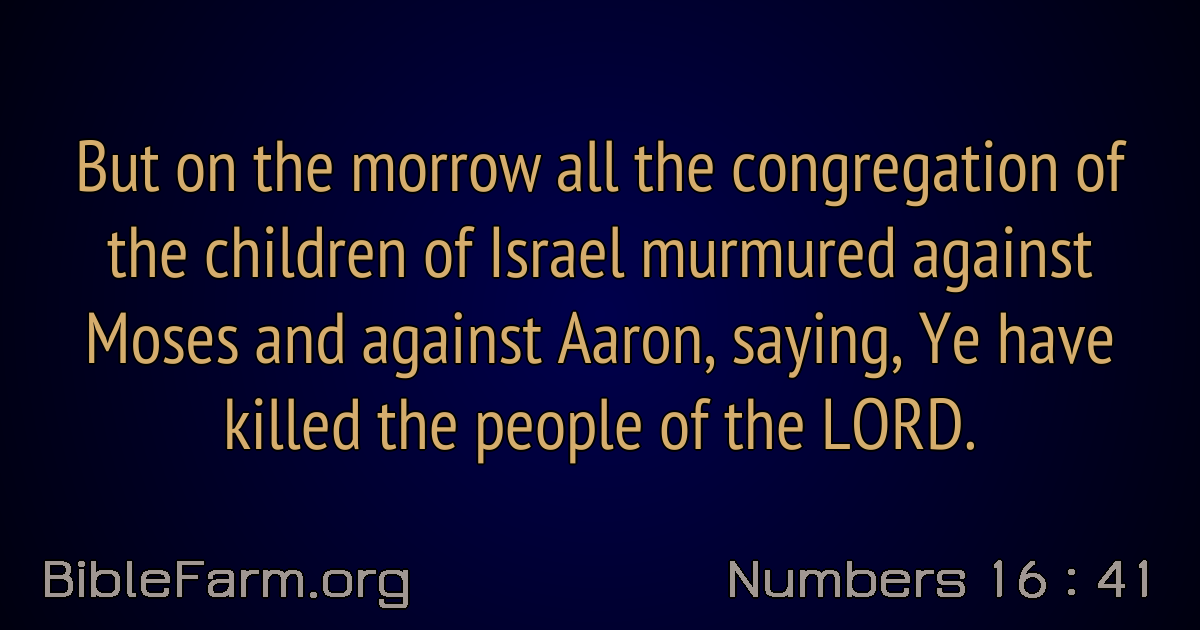 But on the morrow all the congregation of
the children of Israel murmured against
Moses and against Aaron, saying, Ye have
killed the people of the LORD.
BibleFarm.org
Numbers 16 : 41